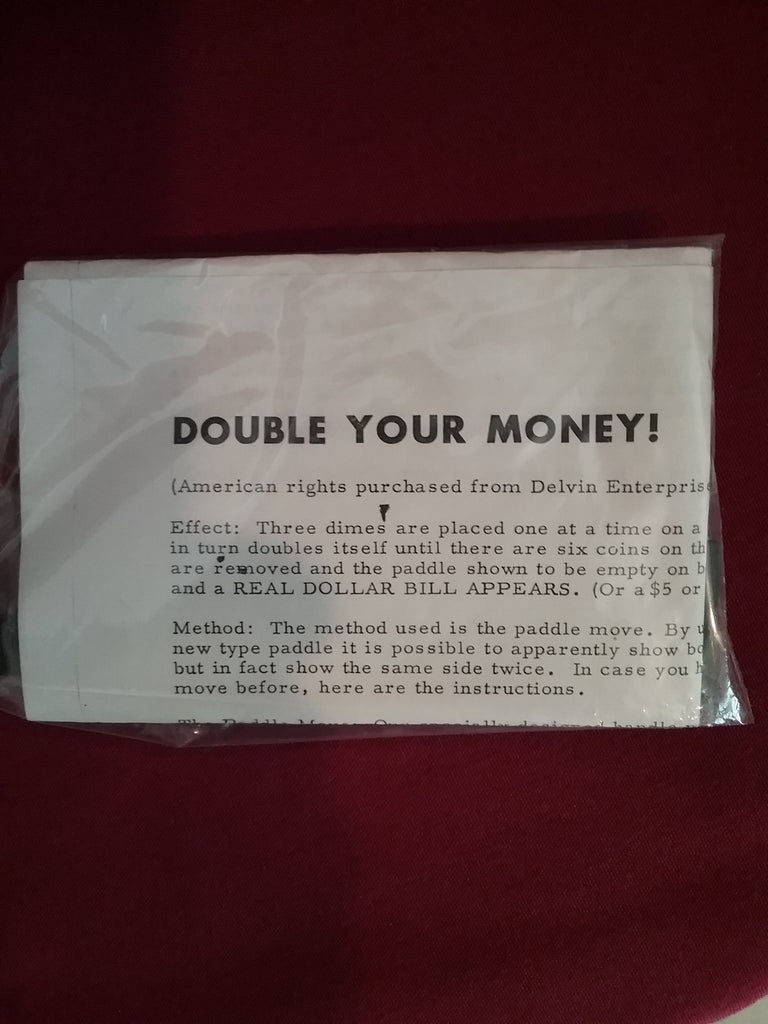 DOUBLE YOUR MONEY!
(American rights purchased from Delvin Enterprise
Effect: Three dimes are placed one at a time on a
in turn doubles itself until there are six coins on th
are removed and the paddle shown to be empty on b
and a REAL DOLLAR BILL APPEARS. (Or a $5 or
Method: The method used is the paddle move. By u
new type paddle it is possible to apparently show bo
but in fact show the same side twice. In case you h
move before, here are the instructions.